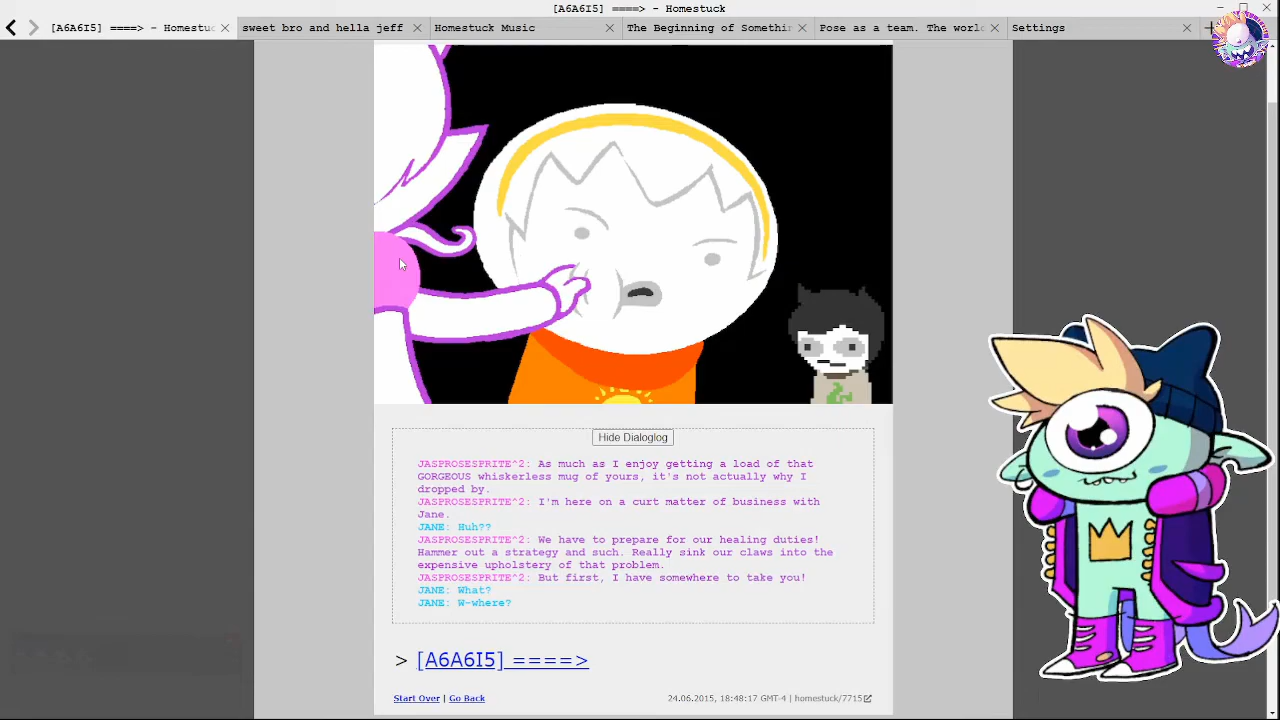 [A6A6I5] ====> - Homestuck
[A6A6I5] ====> - Homestuc
sweet bro and hella jeff
Homestuck Music
The Beginning of Somethin
Pose as a team. The worl
Settings
Hide Dialoglog
JASPROSESPRITE^2: As much as I enjoy getting a load of that
GORGEOUS whiskerless mug of yours, it's not actually why I
dropped by.
JASPROSESPRITE^2: I'm here on a curt matter of business with
Jane.
JANE: Huh??
JASPROSESPRITE^2: We have to prepare for our healing duties!
Hammer out a strategy and such. Really sink our claws into the
expensive upholstery of that problem.
JASPROSESPRITE^2: But first, I have somewhere to take you!
JANE: What?
JANE: W-where?
> [A6A6I5] ====>
Start Over | Go Back
24.06.2015, 18:48:17 GMT-4 | homestuck/7715